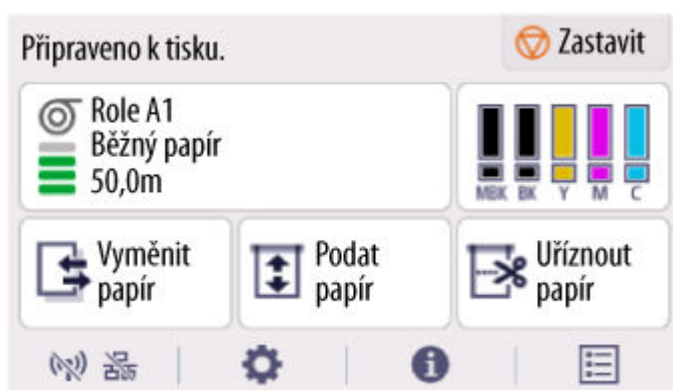 Připraveno k tisku.
Zastavit
Role A1
Běžný papír
50,0m
MBK BK Y M C
Vyměnit
papír
Podat
papír
Uříznout
papír